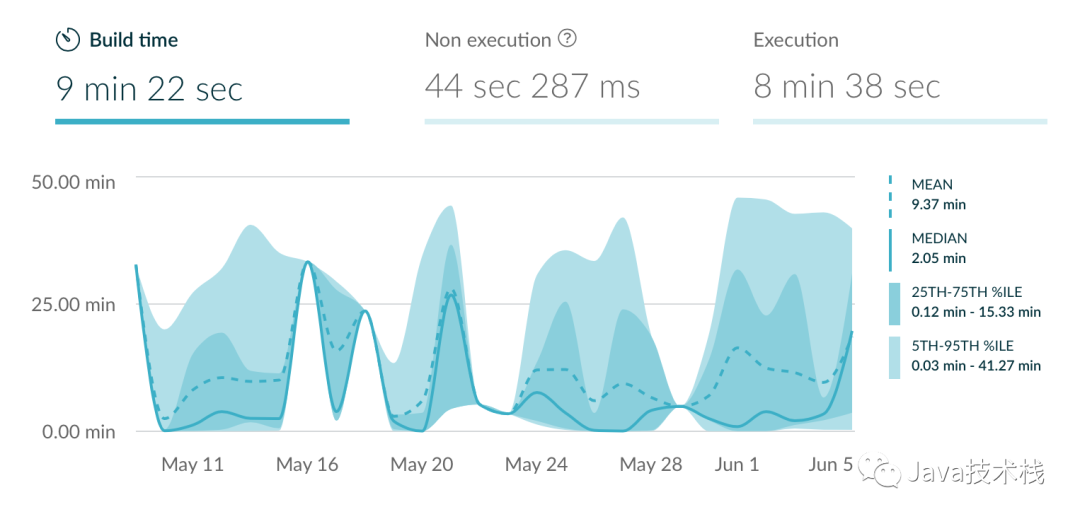 Build time
Non execution ?
Execution
9 min 22 sec
44 sec 287 ms
8 min 38 sec
50.00 min
25.00 min
0.00 min
May 11
May 16
May 20
May 24
May 28
Jun 1
Jun 5
MEAN
9.37 min
MEDIAN
2.05 min
25TH-75TH %ILE
0.12 min - 15.33 min
5TH-95TH %ILE
0.03 min - 41.27 min
Java技术栈